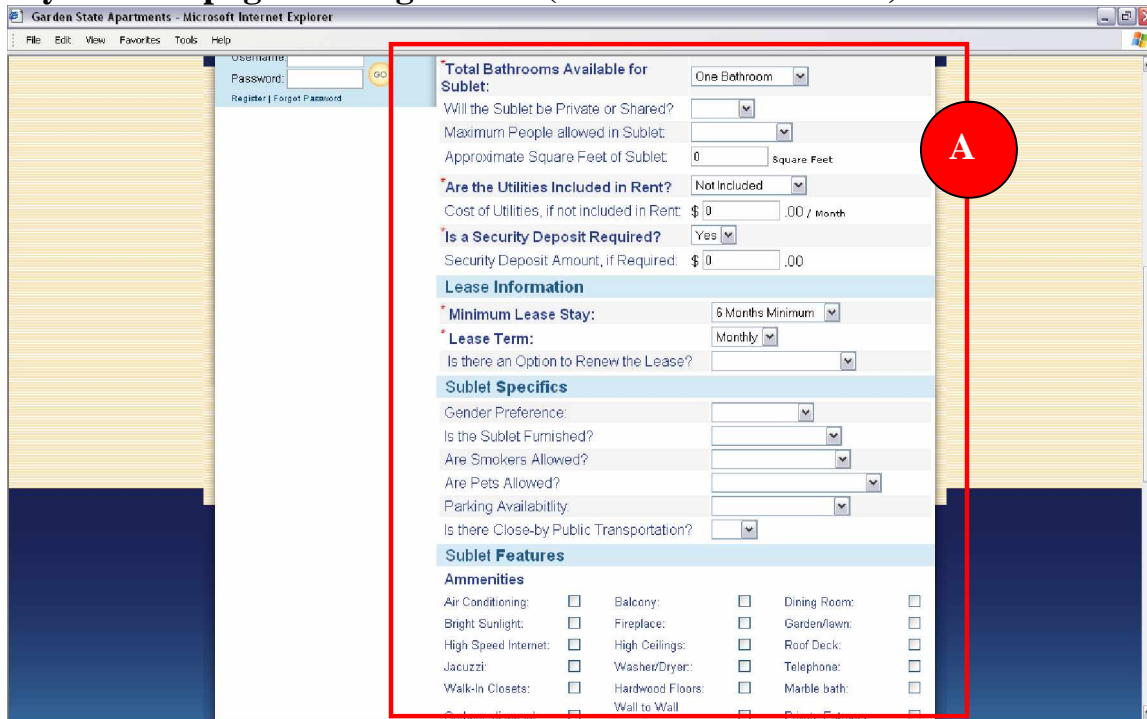 Garden State Apartments - Microsoft Internet Explorer
File Edit View Favorites Tools Help
Username:
Password: GO
Register | Forgot Password
*Total Bathrooms Available for
Sublet: One Bathroom
Will the Sublet be Private or Shared?
Maximum People allowed in Sublet:
Approximate Square Feet of Sublet: 0 Square Feet
*Are the Utilities Included in Rent? Not Included
Cost of Utilities, if not included in Rent: $ 0 .00 / Month
*Is a Security Deposit Required? Yes
Security Deposit Amount, if Required: $ 0 .00
A
Lease Information
* Minimum Lease Stay: 6 Months Minimum
* Lease Term: Monthly
Is there an Option to Renew the Lease?
Sublet Specifics
Gender Preference:
Is the Sublet Furnished?
Are Smokers Allowed?
Are Pets Allowed?
Parking Availabitlity:
Is there Close-by Public Transportation?
Sublet Features
Ammenities
Air Conditioning: Balcony: Dining Room:
Bright Sunlight: Fireplace: Garden/lawn:
High Speed Internet: High Ceilings: Roof Deck:
Jacuzzi: Washer/Dryer:: Telephone:
Walk-In Closets: Hardwood Floors: Marble bath:
Wall to Wall